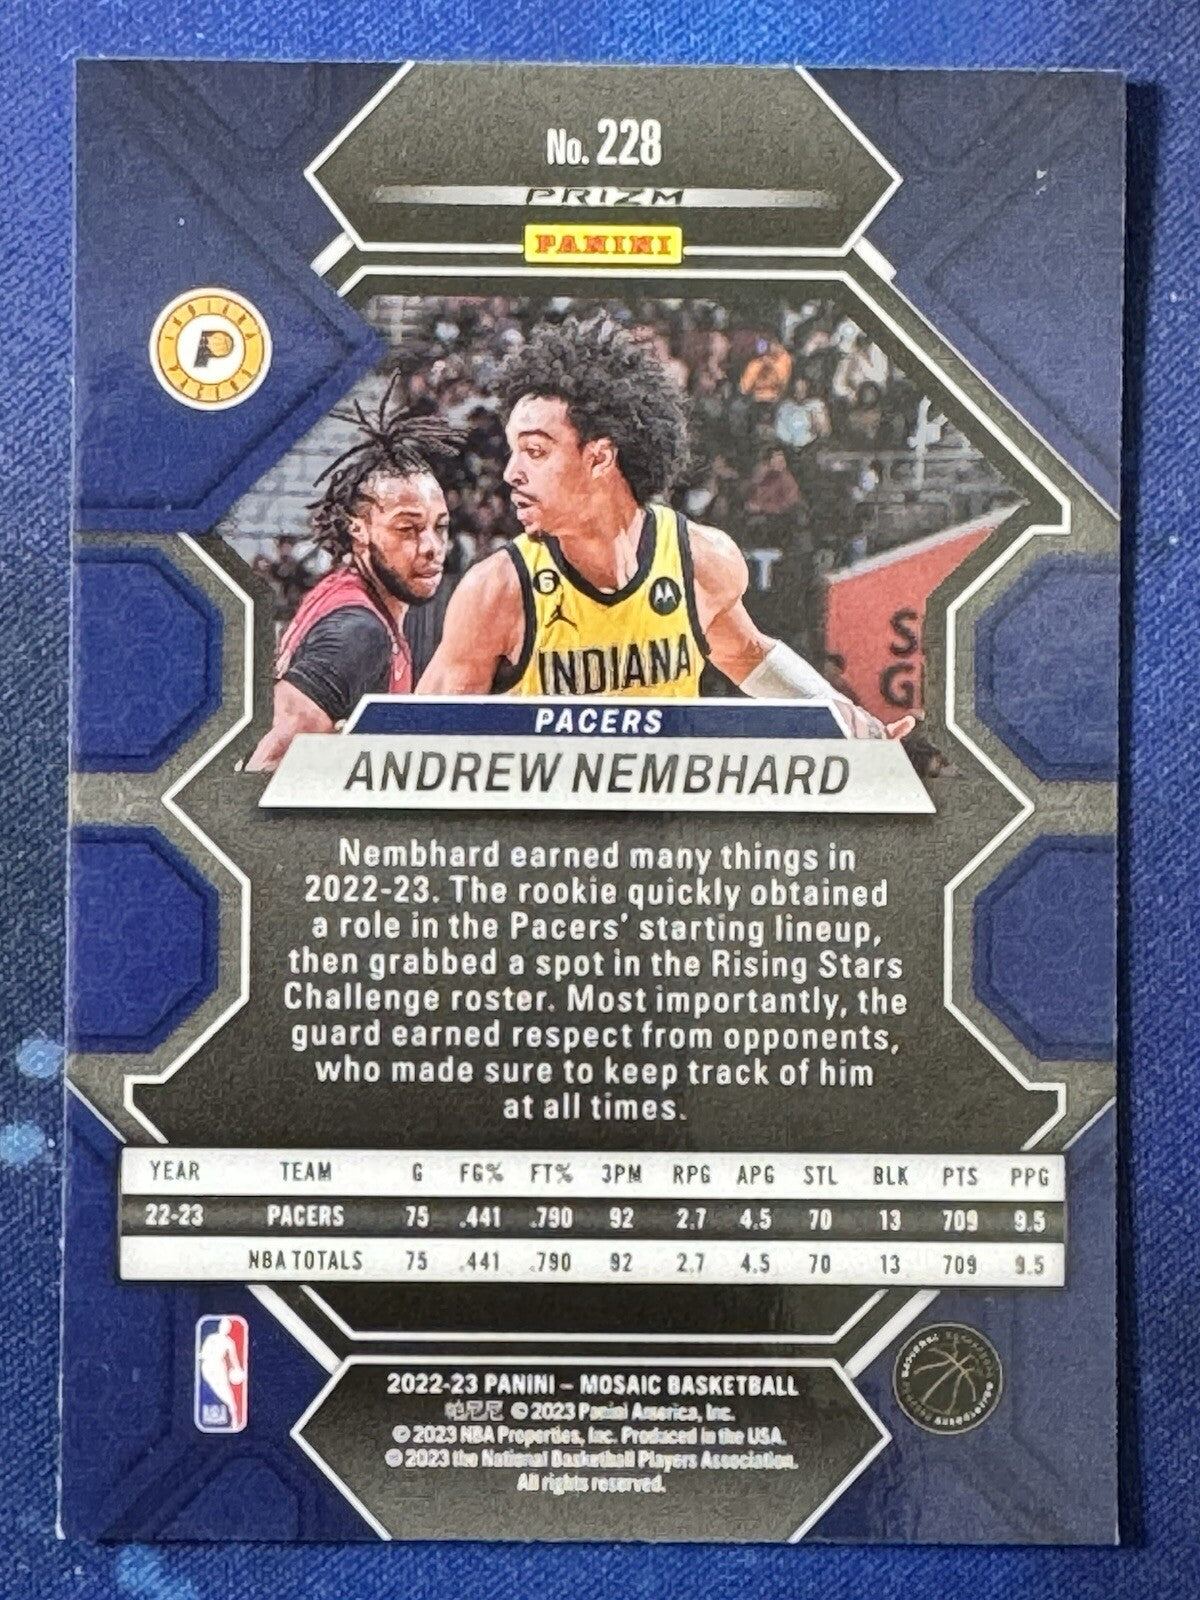 No. 228
PRIZM
PANINI
INDIANA
PACERS
P
6
INDIANA
S
G
T
PACERS
ANDREW NEMBHARD
Nembhard earned many things in
2022-23. The rookie quickly obtained
a role in the Pacers' starting lineup,
then grabbed a spot in the Rising Stars
Challenge roster. Most importantly, the
guard earned respect from opponents,
who made sure to keep track of him
at all times.
YEAR TEAM G FG% FT% 3PM RPG APG STL BLK PTS PPG
22-23 PACERS 75 .441 .790 92 2.7 4.5 70 13 709 9.5
NBA TOTALS 75 .441 .790 92 2.7 4.5 70 13 709 9.5
NBA
2022-23 PANINI – MOSAIC BASKETBALL
帕尼尼 © 2023 Panini America, Inc.
© 2023 NBA Properties, Inc. Produced in the USA.
© 2023 the National Basketball Players Association.
All rights reserved.